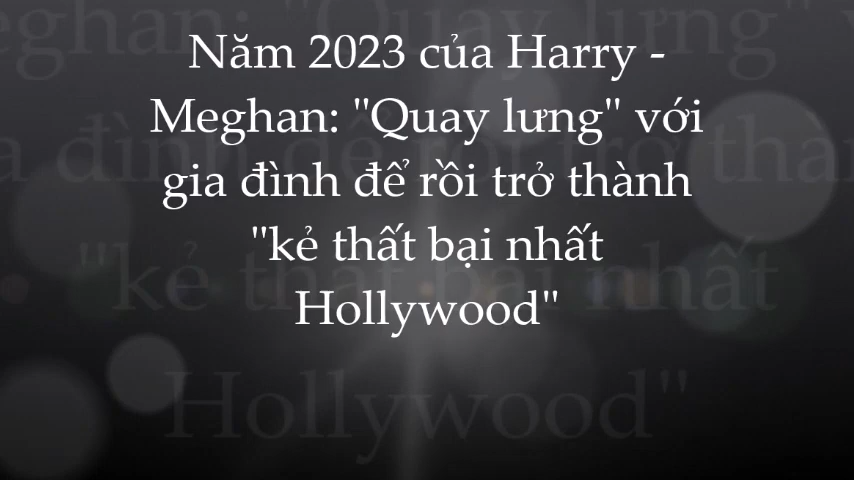 Năm 2023 của Harry -
Meghan: "Quay lưng" với
gia đình để rồi trở thành
"kẻ thất bại nhất
Hollywood"